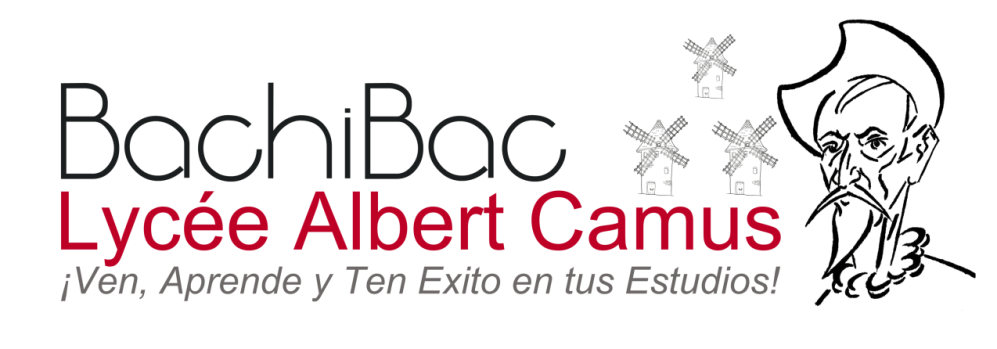 BachiBac
Lycée Albert Camus
¡Ven, Aprende y Ten Exito en tus Estudios!